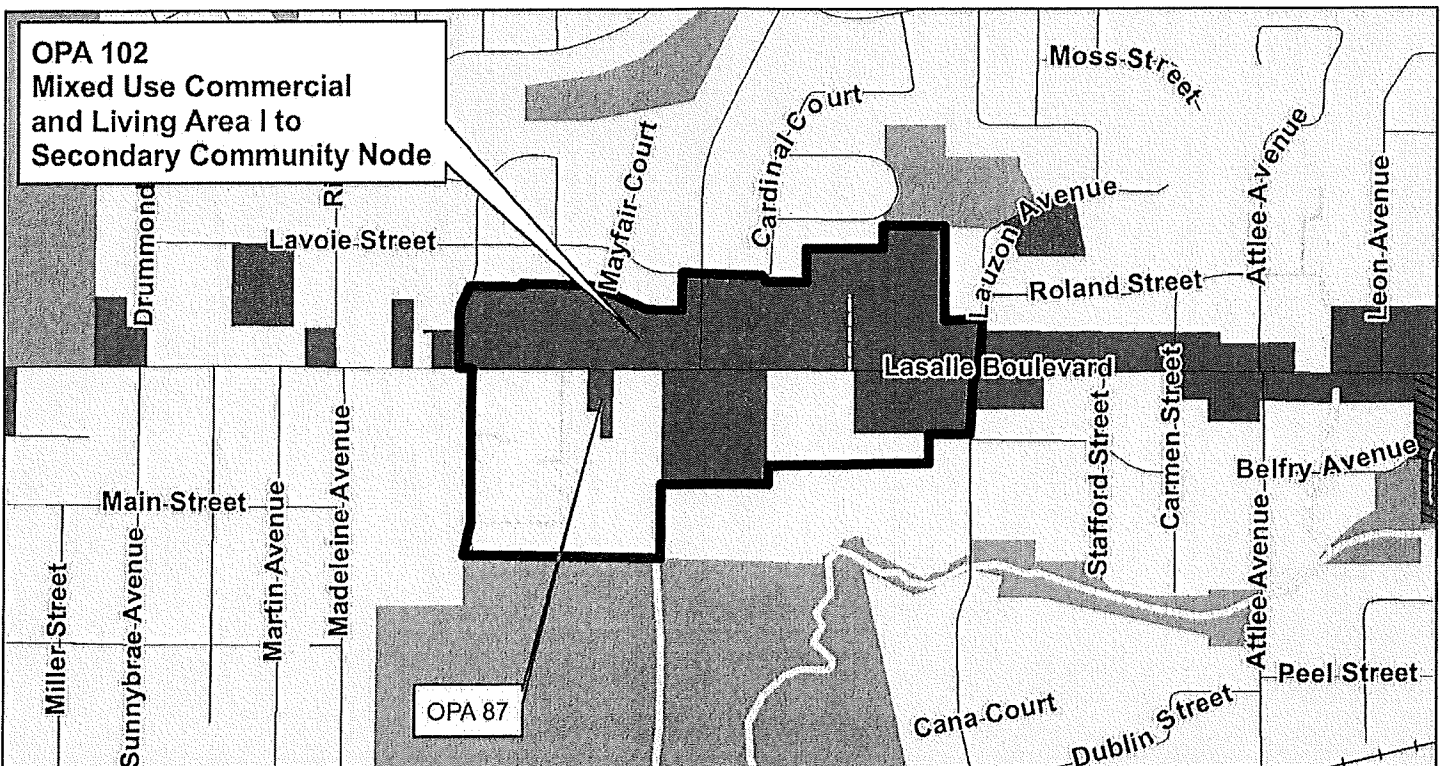 OPA 102
Mixed Use Commercial
and Living Area I to
Secondary Community Node
Moss Street
Cardinal Court
Mayfair Court
Attlee Avenue
Leon Avenue
Drummond
Ri
Lavoie Street
Lauzon Avenue
Roland Street
Lasalle Boulevard
Stafford Street
Carmen Street
Belfry Avenue
Main Street
Miller Street
Sunnybrae Avenue
Martin Avenue
Madeleine Avenue
Attlee Avenue
OPA 87
Peel Street
Cana Court
Dublin Street